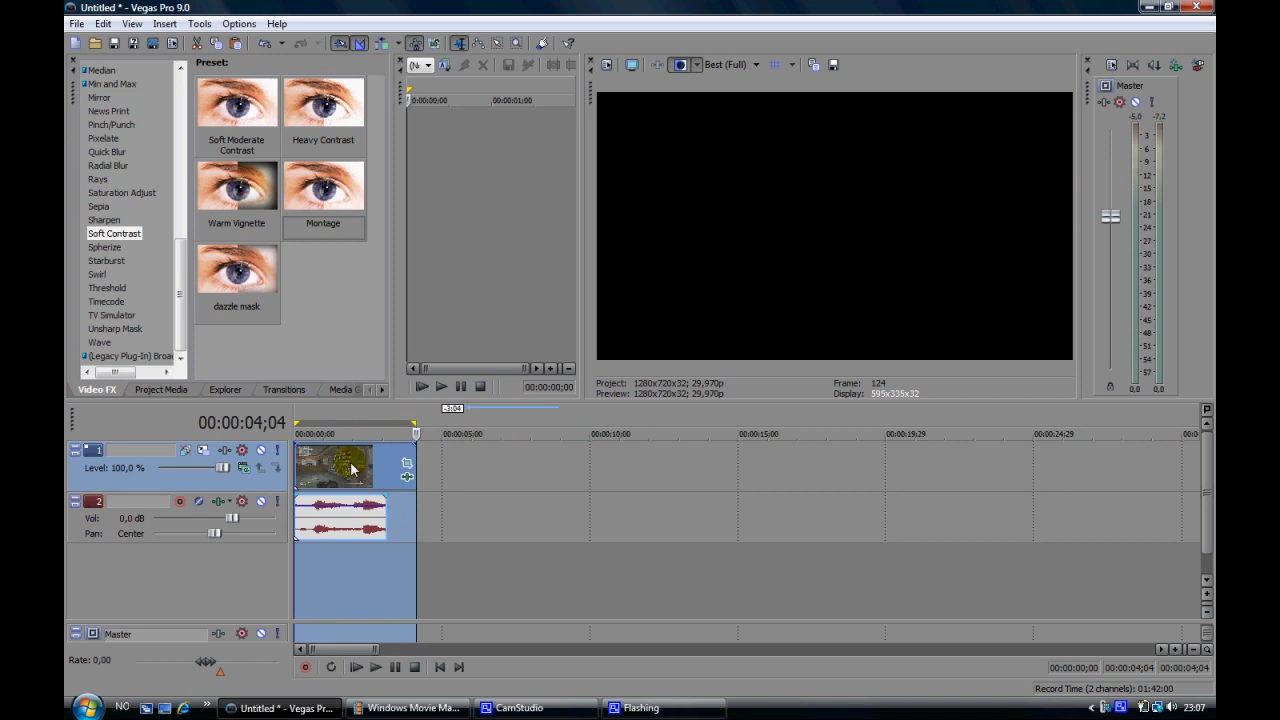 Untitled * - Vegas Pro 9.0
File Edit View Insert Tools Options Help
Median
Min and Max
Mirror
News Print
Pinch/Punch
Pixelate
Quick Blur
Radial Blur
Rays
Saturation Adjust
Sepia
Sharpen
Soft Contrast
Spherize
Starburst
Swirl
Threshold
Timecode
TV Simulator
Unsharp Mask
Wave
(Legacy Plug-In) Broa
Preset:
Soft Moderate
Contrast
Heavy Contrast
Warm Vignette
Montage
dazzle mask
Video FX Project Media Explorer Transitions Media G
0:00:00;00 00:00:01;00
00:00:00;00
Best (Full)
Project: 1280x720x32; 29,970p
Preview: 1280x720x32; 29,970p
Frame: 124
Display: 595x335x32
Master
-5,0 -7,2
3
6
9
12
15
18
21
24
27
30
33
36
39
42
45
48
51
54
57
0,0 0,0
00:00:04;04
-3:04
00:00:00;00 00:00:05;00 00:00:10;00 00:00:15;00 00:00:19;29 00:00:24;29 00:0
1
Level: 100,0 %
2
Vol: 0,0 dB
Pan: Center
Master
Rate: 0,00
00:00:00;00 00:00:04;04 00:00:04;04
Record Time (2 channels): 01:42:00
NO
Untitled * - Vegas Pr...
Windows Movie Ma...
CamStudio
Flashing
23:07